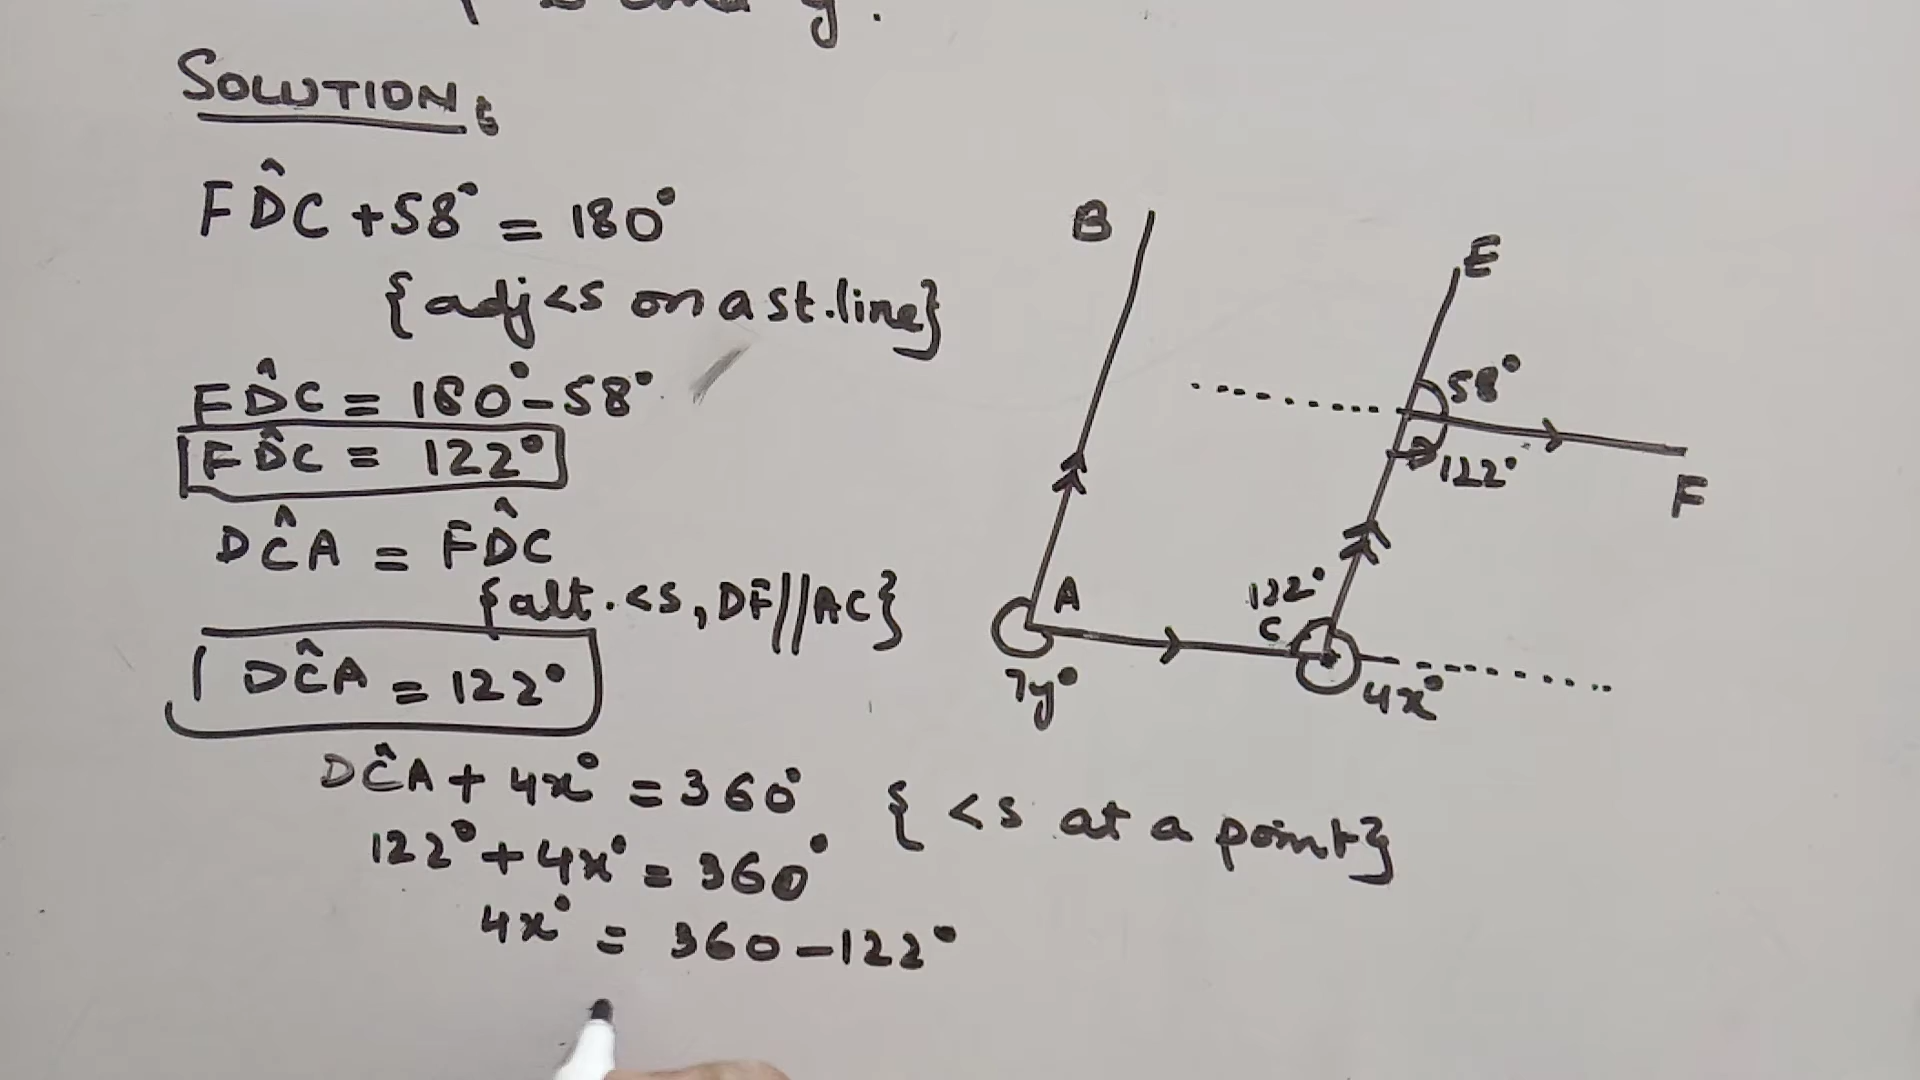 SOLUTION:
FD̂C + 58° = 180°
{adj <s on a st. line}
FD̂C = 180° - 58°
FD̂C = 122°
DĈA = FD̂C
{alt. <s, DF || AC}
DĈA = 122°
DĈA + 4x° = 360° {<s at a point}
122° + 4x° = 360°
4x° = 360 - 122°
B
E
58°
D
122°
F
122°
A
C
7y°
4x°